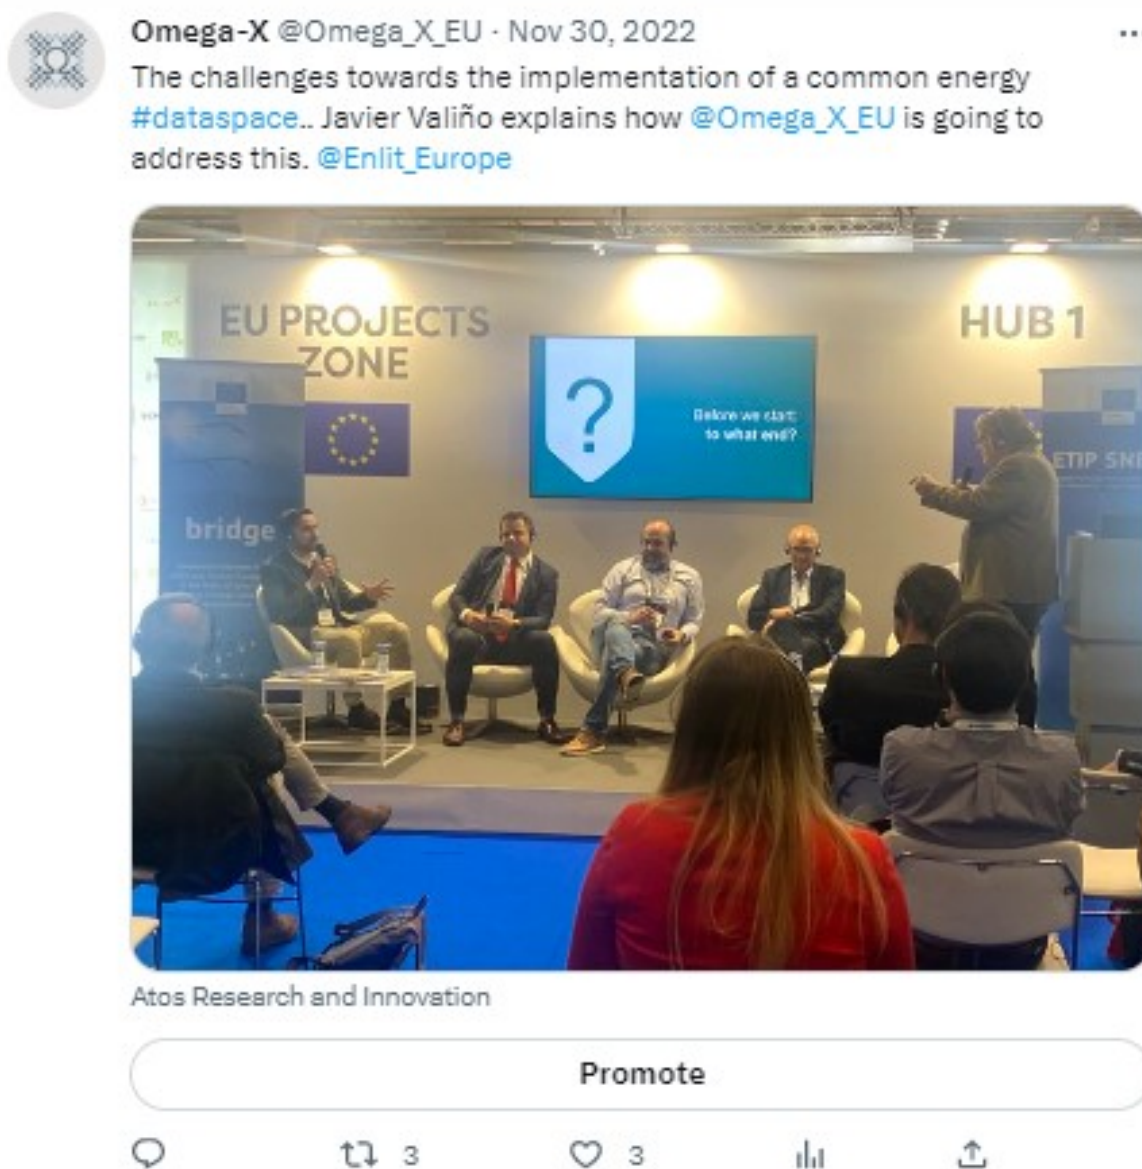 Omega-X @Omega_X_EU · Nov 30, 2022
The challenges towards the implementation of a common energy
#dataspace.. Javier Valiño explains how @Omega_X_EU is going to
address this. @Enlit_Europe
EU PROJECTS
ZONE
HUB 1
?
Before we start:
to what end?
ETIP SNE
bridge
Atos Research and Innovation
Promote
3
3